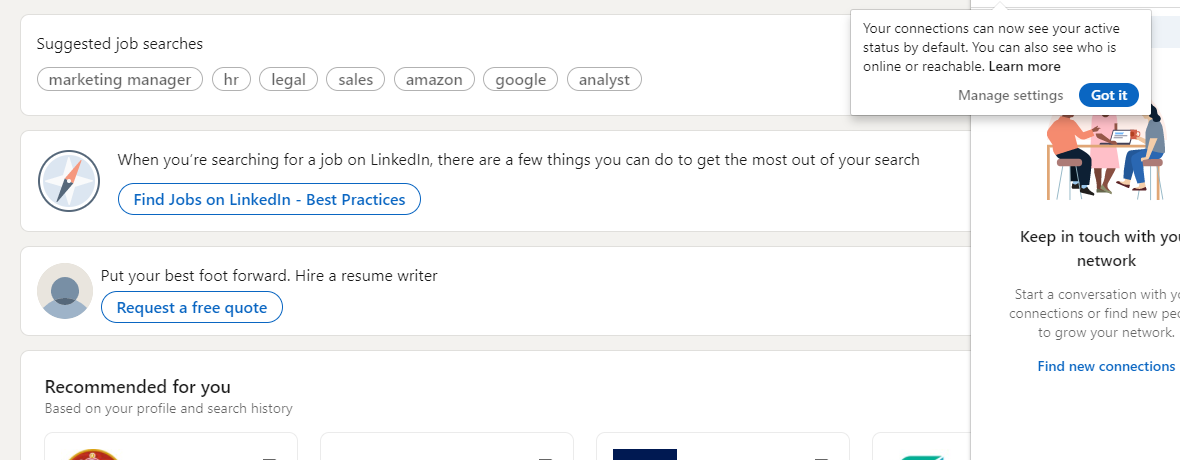 Suggested job searches
marketing manager hr legal sales amazon google analyst
When you're searching for a job on LinkedIn, there are a few things you can do to get the most out of your search
Find Jobs on LinkedIn - Best Practices
Put your best foot forward. Hire a resume writer
Request a free quote
Recommended for you
Based on your profile and search history
Your connections can now see your active
status by default. You can also see who is
online or reachable. Learn more
Manage settings Got it
Keep in touch with you
network
Start a conversation with y
connections or find new pe
to grow your network.
Find new connections